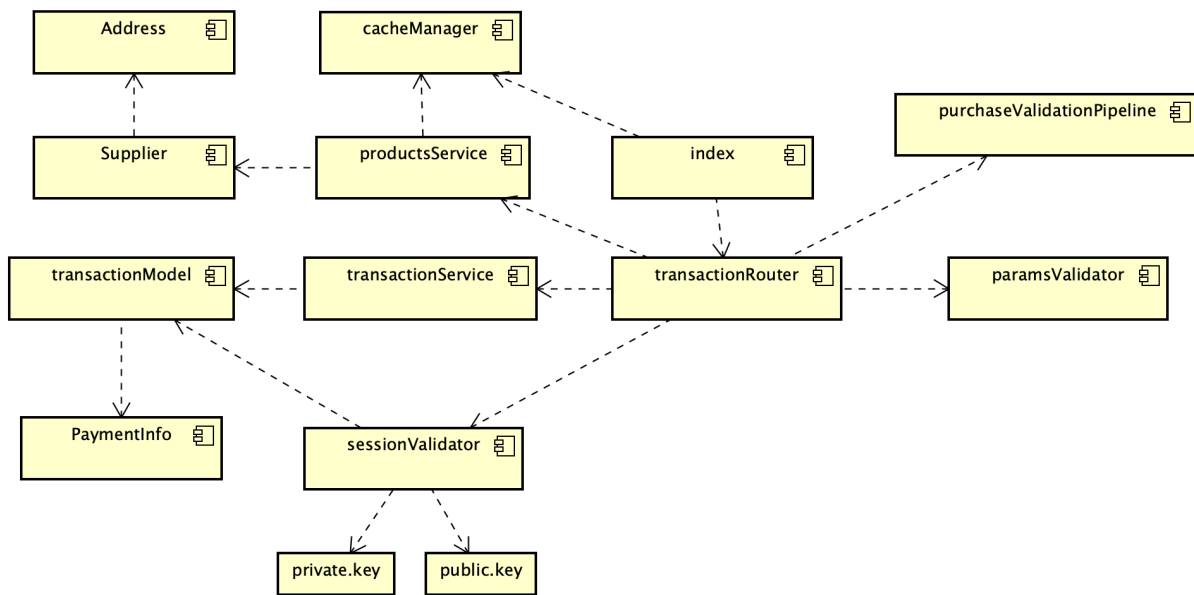 Address
cacheManager
purchaseValidationPipeline
Supplier
productsService
index
transactionModel
transactionService
transactionRouter
paramsValidator
PaymentInfo
sessionValidator
private.key
public.key